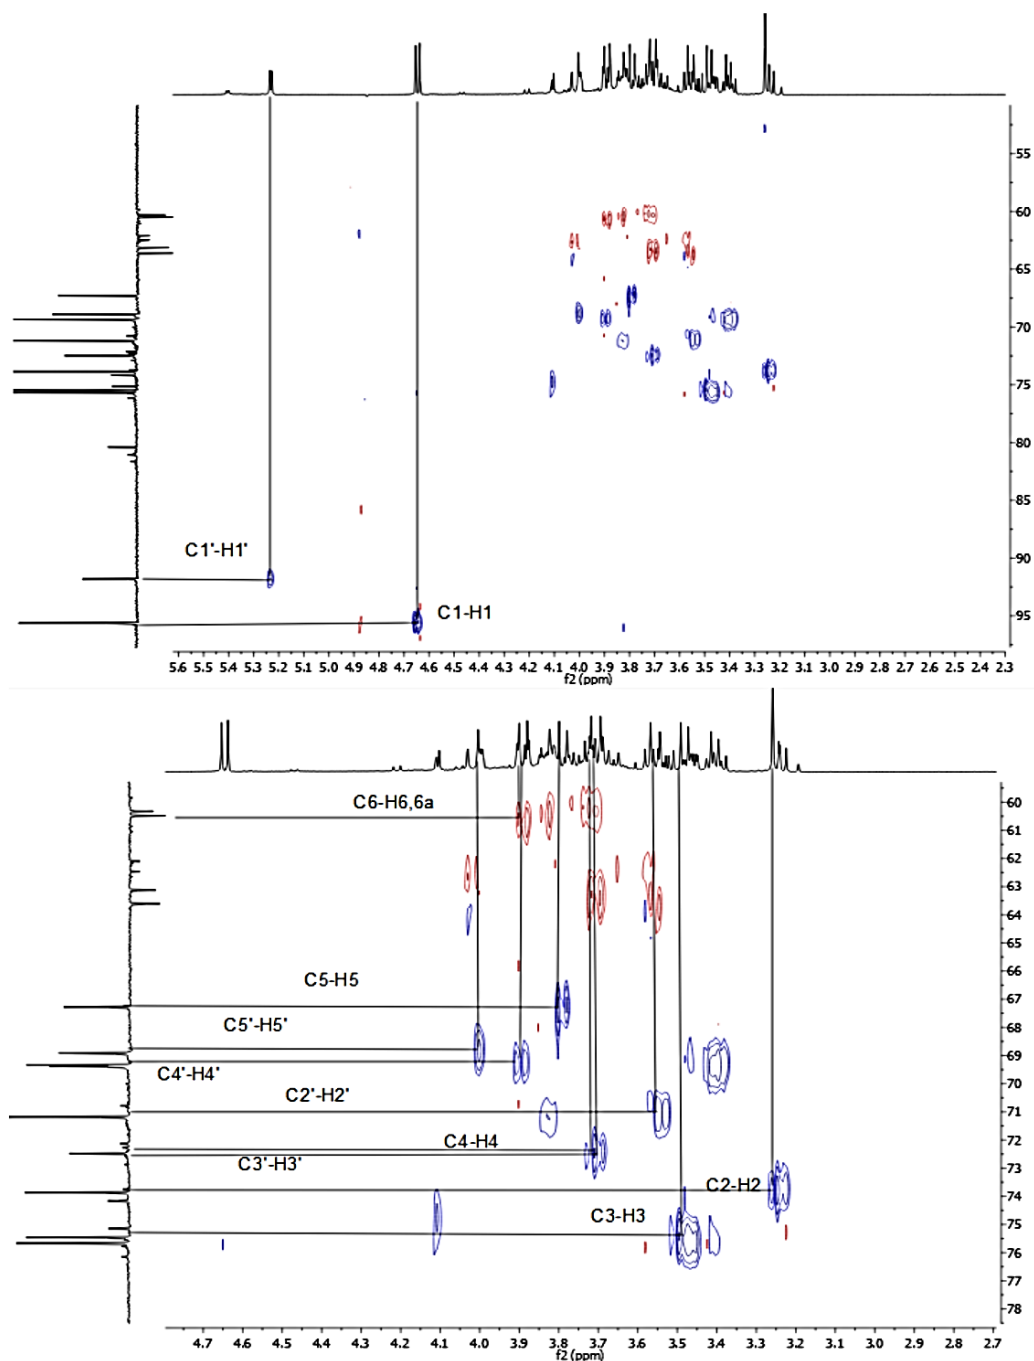 55
60
65
70
75
80
85
90
95
C1'-H1'
C1-H1
5.6 5.5 5.4 5.3 5.2 5.1 5.0 4.9 4.8 4.7 4.6 4.5 4.4 4.3 4.2 4.1 4.0 3.9 3.8 3.7 3.6 3.5 3.4 3.3 3.2 3.1 3.0 2.9 2.8 2.7 2.6 2.5 2.4 2.3
f2 (ppm)
C6-H6,6a
C5-H5
C5'-H5'
C4'-H4'
C2'-H2'
C4-H4
C3'-H3'
C2-H2
C3-H3
60
61
62
63
64
65
66
67
68
69
70
71
72
73
74
75
76
77
78
4.7 4.6 4.5 4.4 4.3 4.2 4.1 4.0 3.9 3.8 3.7 3.6 3.5 3.4 3.3 3.2 3.1 3.0 2.9 2.8 2.7
f2 (ppm)